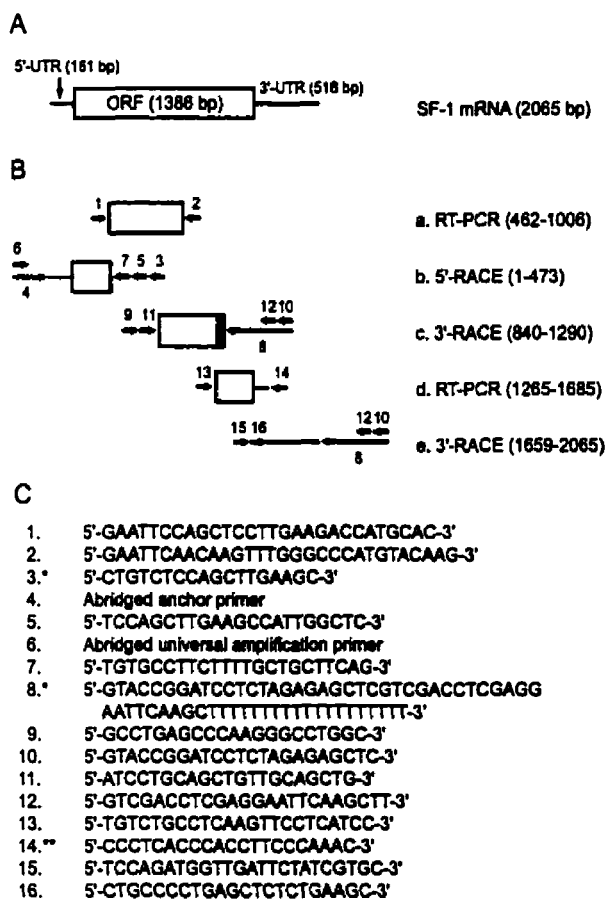 A
5'-UTR (161 bp)
ORF (1386 bp)
3'-UTR (518 bp)
SF-1 mRNA (2065 bp)
B
1 2
a. RT-PCR (462-1006)
6
7 5 3
4
b. 5'-RACE (1-473)
9 11 12 10
8
c. 3'-RACE (840-1290)
13 14
d. RT-PCR (1265-1685)
15 16 12 10
8
e. 3'-RACE (1659-2065)
C
1. 5'-GAATTCCAGCTCCTTGAAGACCATGCAC-3'
2. 5'-GAATTCAACAAGTTTGGGCCCATGTACAAG-3'
3.* 5'-CTGTCTCCAGCTTGAAGC-3'
4. Abridged anchor primer
5. 5'-TCCAGCTTGAAGCCATTGGCTC-3'
6. Abridged universal amplification primer
7. 5'-TGTGCCTTCTTTTGCTGCTTCAG-3'
8.* 5'-GTACCGGATCCTCTAGAGAGCTCGTCGACCTCGAGG
AATTCAAGCTTTTTTTTTTTTTTTTTTT-3'
9. 5'-GCCTGAGCCCAAGGGCCTGGC-3'
10. 5'-GTACCGGATCCTCTAGAGAGCTC-3'
11. 5'-ATCCTGCAGCTGTTGCAGCTG-3'
12. 5'-GTCGACCTCGAGGAATTCAAGCTT-3'
13. 5'-TGTCTGCCTCAAGTTCCTCATCC-3'
14.** 5'-CCCTCACCCACCTTCCCAAAC-3'
15. 5'-TCCAGATGGTTGATTCTATCGTGC-3'
16. 5'-CTGCCCCTGAGCTCTCTGAAGC-3'